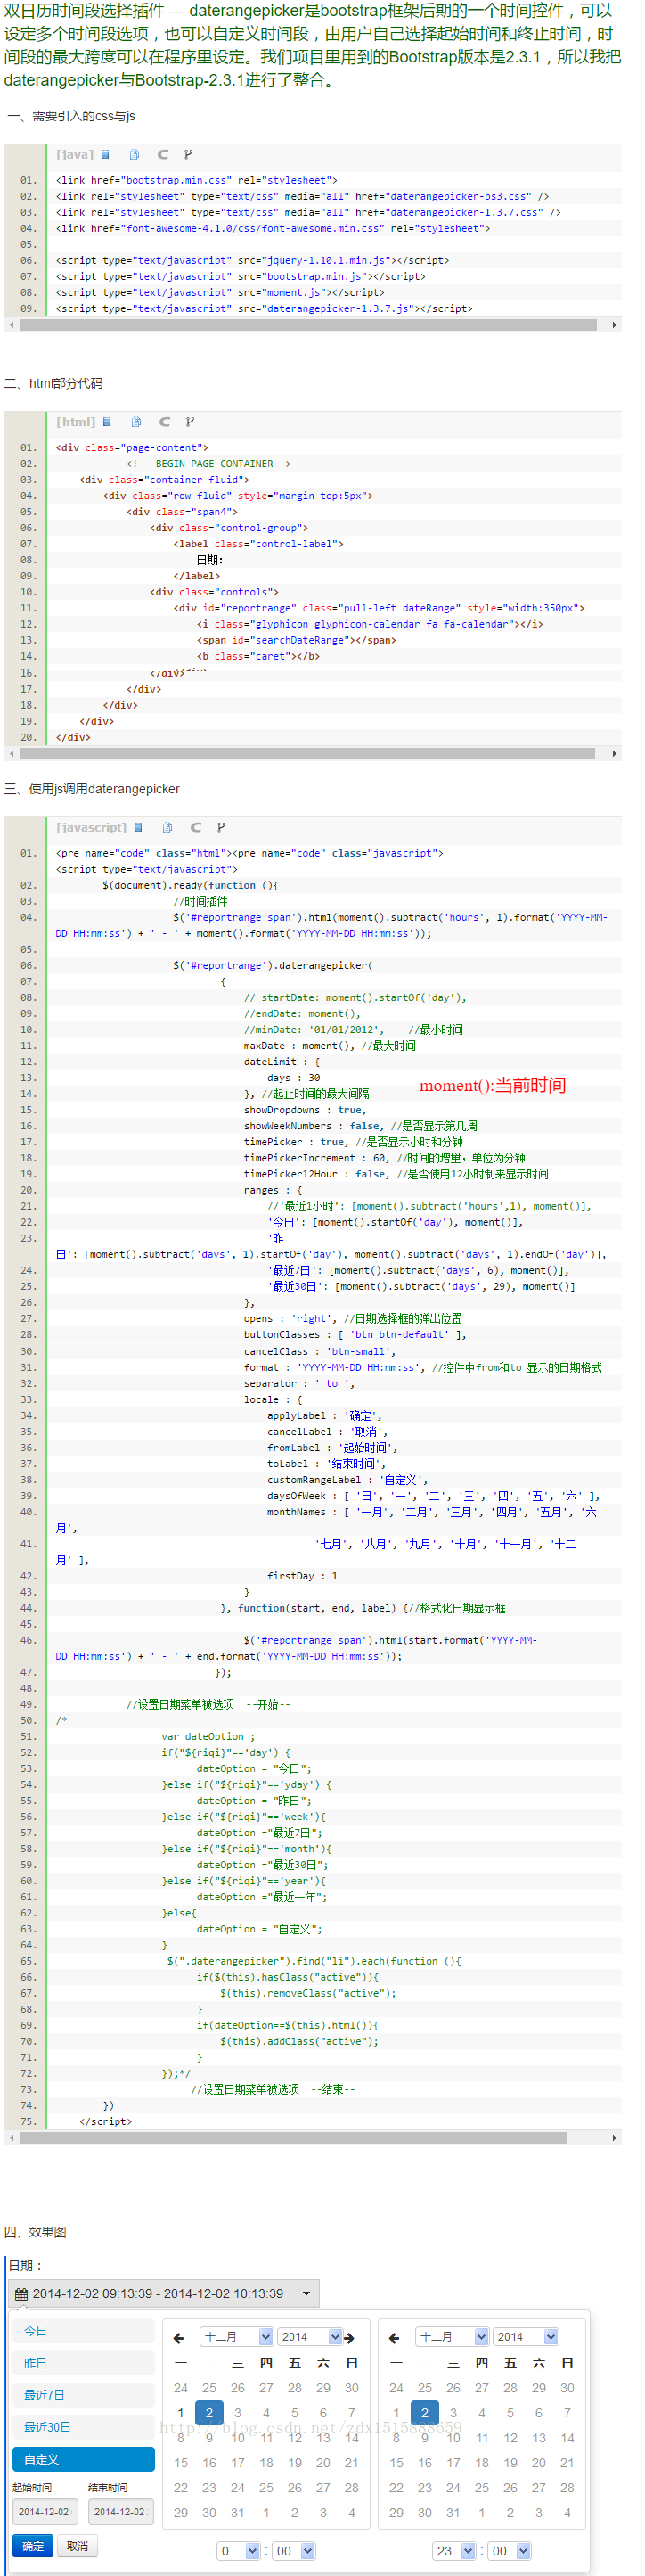 双日历时间段选择插件 — daterangepicker是bootstrap框架后期的一个时间控件，可以
设定多个时间段选项，也可以自定义时间段，由用户自己选择起始时间和终止时间，时
间段的最大跨度可以在程序里设定。我们项目里用到的Bootstrap版本是2.3.1，所以我把
daterangepicker与Bootstrap-2.3.1进行了整合。
一、需要引入的css与js
[java]
01. <link href="bootstrap.min.css" rel="stylesheet">
02. <link rel="stylesheet" type="text/css" media="all" href="daterangepicker-bs3.css" />
03. <link rel="stylesheet" type="text/css" media="all" href="daterangepicker-1.3.7.css" />
04. <link href="font-awesome-4.1.0/css/font-awesome.min.css" rel="stylesheet">
05.
06. <script type="text/javascript" src="jquery-1.10.1.min.js"></script>
07. <script type="text/javascript" src="bootstrap.min.js"></script>
08. <script type="text/javascript" src="moment.js"></script>
09. <script type="text/javascript" src="daterangepicker-1.3.7.js"></script>
二、html部分代码
[html]
01. <div class="page-content">
02. <!-- BEGIN PAGE CONTAINER-->
03. <div class="container-fluid">
04. <div class="row-fluid" style="margin-top:5px">
05. <div class="span4">
06. <div class="control-group">
07. <label class="control-label">
08. 日期:
09. </label>
10. <div class="controls">
11. <div id="reportrange" class="pull-left dateRange" style="width:350px">
12. <i class="glyphicon glyphicon-calendar fa fa-calendar"></i>
13. <span id="searchDateRange"></span>
14. <b class="caret"></b>
16. </div>
17. </div>
18. </div>
19. </div>
20. </div>
三、使用js调用daterangepicker
[javascript]
01. <pre name="code" class="html"><pre name="code" class="javascript">
<script type="text/javascript">
02. $(document).ready(function (){
03. //时间插件
04. $('#reportrange span').html(moment().subtract('hours', 1).format('YYYY-MM-
DD HH:mm:ss') + ' - ' + moment().format('YYYY-MM-DD HH:mm:ss'));
05.
06. $('#reportrange').daterangepicker(
07. {
08. // startDate: moment().startOf('day'),
09. //endDate: moment(),
10. //minDate: '01/01/2012', //最小时间
11. maxDate : moment(), //最大时间
12. dateLimit : {
13. days : 30
moment():当前时间
14. }, //起止时间的最大间隔
15. showDropdowns : true,
16. showWeekNumbers : false, //是否显示第几周
17. timePicker : true, //是否显示小时和分钟
18. timePickerIncrement : 60, //时间的增量，单位为分钟
19. timePicker12Hour : false, //是否使用12小时制来显示时间
20. ranges : {
21. //'最近1小时': [moment().subtract('hours',1), moment()],
22. '今日': [moment().startOf('day'), moment()],
23. '昨
日': [moment().subtract('days', 1).startOf('day'), moment().subtract('days', 1).endOf('day')],
24. '最近7日': [moment().subtract('days', 6), moment()],
25. '最近30日': [moment().subtract('days', 29), moment()]
26. },
27. opens : 'right', //日期选择框的弹出位置
28. buttonClasses : [ 'btn btn-default' ],
30. cancelClass : 'btn-small',
31. format : 'YYYY-MM-DD HH:mm:ss', //控件中from和to 显示的日期格式
32. separator : ' to ',
33. locale : {
34. applyLabel : '确定',
35. cancelLabel : '取消',
36. fromLabel : '起始时间',
37. toLabel : '结束时间',
38. customRangeLabel : '自定义',
39. daysOfWeek : [ '日', '一', '二', '三', '四', '五', '六' ],
40. monthNames : [ '一月', '二月', '三月', '四月', '五月', '六
月',
41. '七月', '八月', '九月', '十月', '十一月', '十二
月' ],
42. firstDay : 1
43. }
44. }, function(start, end, label) {//格式化日期显示框
45.
46. $('#reportrange span').html(start.format('YYYY-MM-
DD HH:mm:ss') + ' - ' + end.format('YYYY-MM-DD HH:mm:ss'));
47. });
48.
49. //设置日期菜单被选项 --开始--
50. /*
51. var dateOption ;
52. if("${riqi}"=='day') {
53. dateOption = "今日";
54. }else if("${riqi}"=='yday') {
55. dateOption = "昨日";
56. }else if("${riqi}"=='week'){
57. dateOption ="最近7日";
58. }else if("${riqi}"=='month'){
59. dateOption ="最近30日";
60. }else if("${riqi}"=='year'){
61. dateOption ="最近一年";
62. }else{
63. dateOption = "自定义";
64. }
65. $(".daterangepicker").find("li").each(function (){
66. if($(this).hasClass("active")){
67. $(this).removeClass("active");
68. }
69. if(dateOption==$(this).html()){
70. $(this).addClass("active");
71. }
72. });*/
73. //设置日期菜单被选项 --结束--
74. })
75. </script>
四、效果图
日期：
2014-12-02 09:13:39 - 2014-12-02 10:13:39
今日
昨日
最近7日
最近30日
自定义
起始时间 结束时间
2014-12-02 2014-12-02
确定 取消
十二月 2014
一 二 三 四 五 六 日
24 25 26 27 28 29 30
1 2 3 4 5 6 7
8 9 10 11 12 13 14
15 16 17 18 19 20 21
22 23 24 25 26 27 28
29 30 31 1 2 3 4
0 : 00
十二月 2014
一 二 三 四 五 六 日
24 25 26 27 28 29 30
1 2 3 4 5 6 7
8 9 10 11 12 13 14
15 16 17 18 19 20 21
22 23 24 25 26 27 28
29 30 31 1 2 3 4
23 : 00